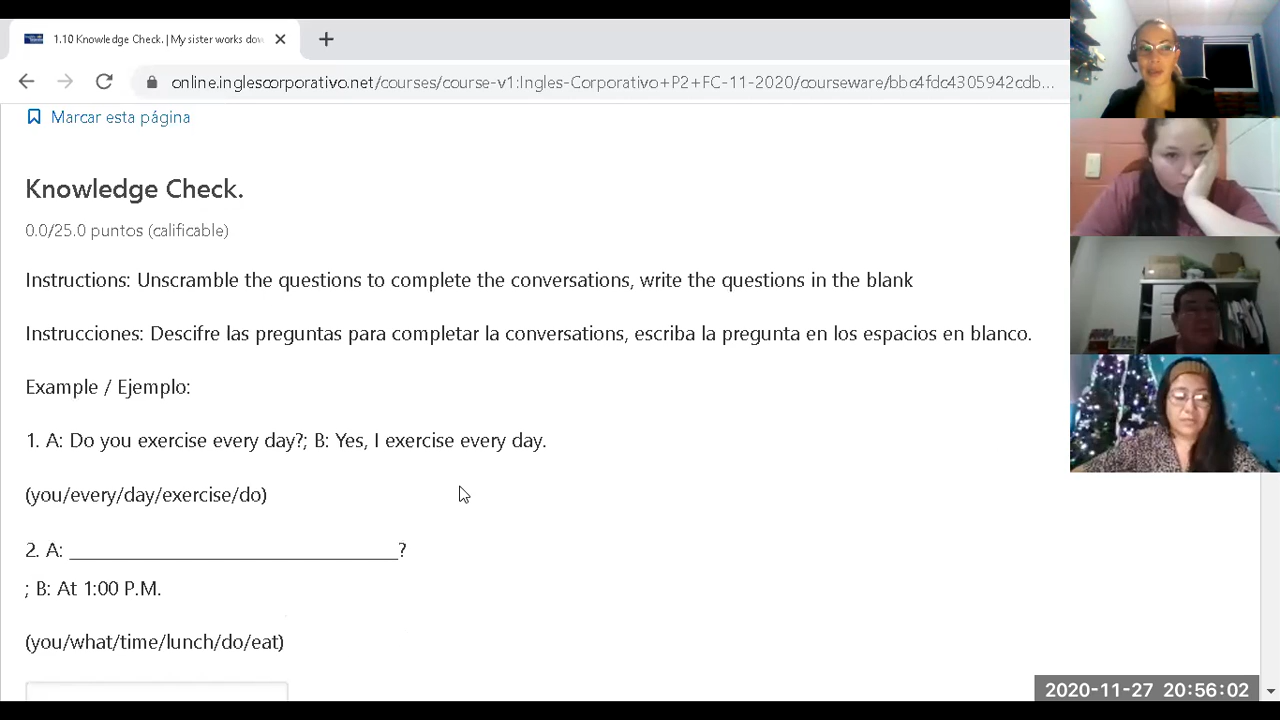 1.10 Knowledge Check. | My sister works dow
online.inglescorporativo.net/courses/course-v1:Ingles-Corporativo+P2+FC-11-2020/courseware/bbc4fdc4305942cdb...
Marcar esta página
Knowledge Check.
0.0/25.0 puntos (calificable)
Instructions: Unscramble the questions to complete the conversations, write the questions in the blank
Instrucciones: Descifre las preguntas para completar la conversations, escriba la pregunta en los espacios en blanco.
Example / Ejemplo:
1. A: Do you exercise every day?; B: Yes, I exercise every day.
(you/every/day/exercise/do)
2. A: ______________________________?
; B: At 1:00 P.M.
(you/what/time/lunch/do/eat)
2020-11-27 20:56:02